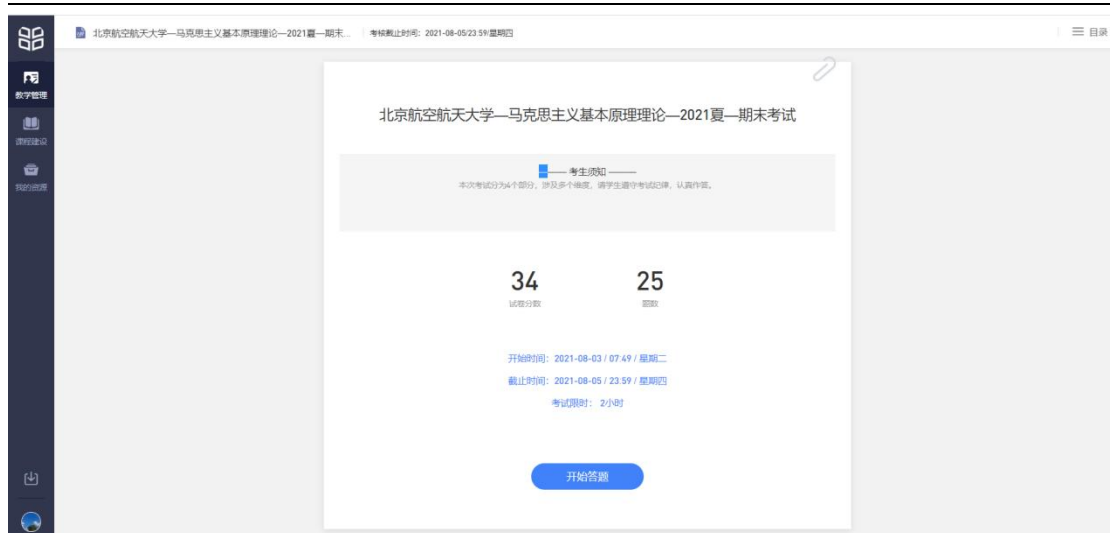 北京航空航天大学—马克思主义基本原理理论—2021夏—期末...
考核截止时间：2021-08-05/23:59/星期四
目录
教学管理
课程建设
我的资源
北京航空航天大学—马克思主义基本原理理论—2021夏—期末考试
—— 考生须知 ——
本次考试分为4个部分，涉及多个维度，请学生遵守考试纪律，认真作答。
34
25
试卷分数
题数
开始时间：2021-08-03 / 07:49 / 星期二
截止时间：2021-08-05 / 23:59 / 星期四
考试限时： 2小时
开始答题